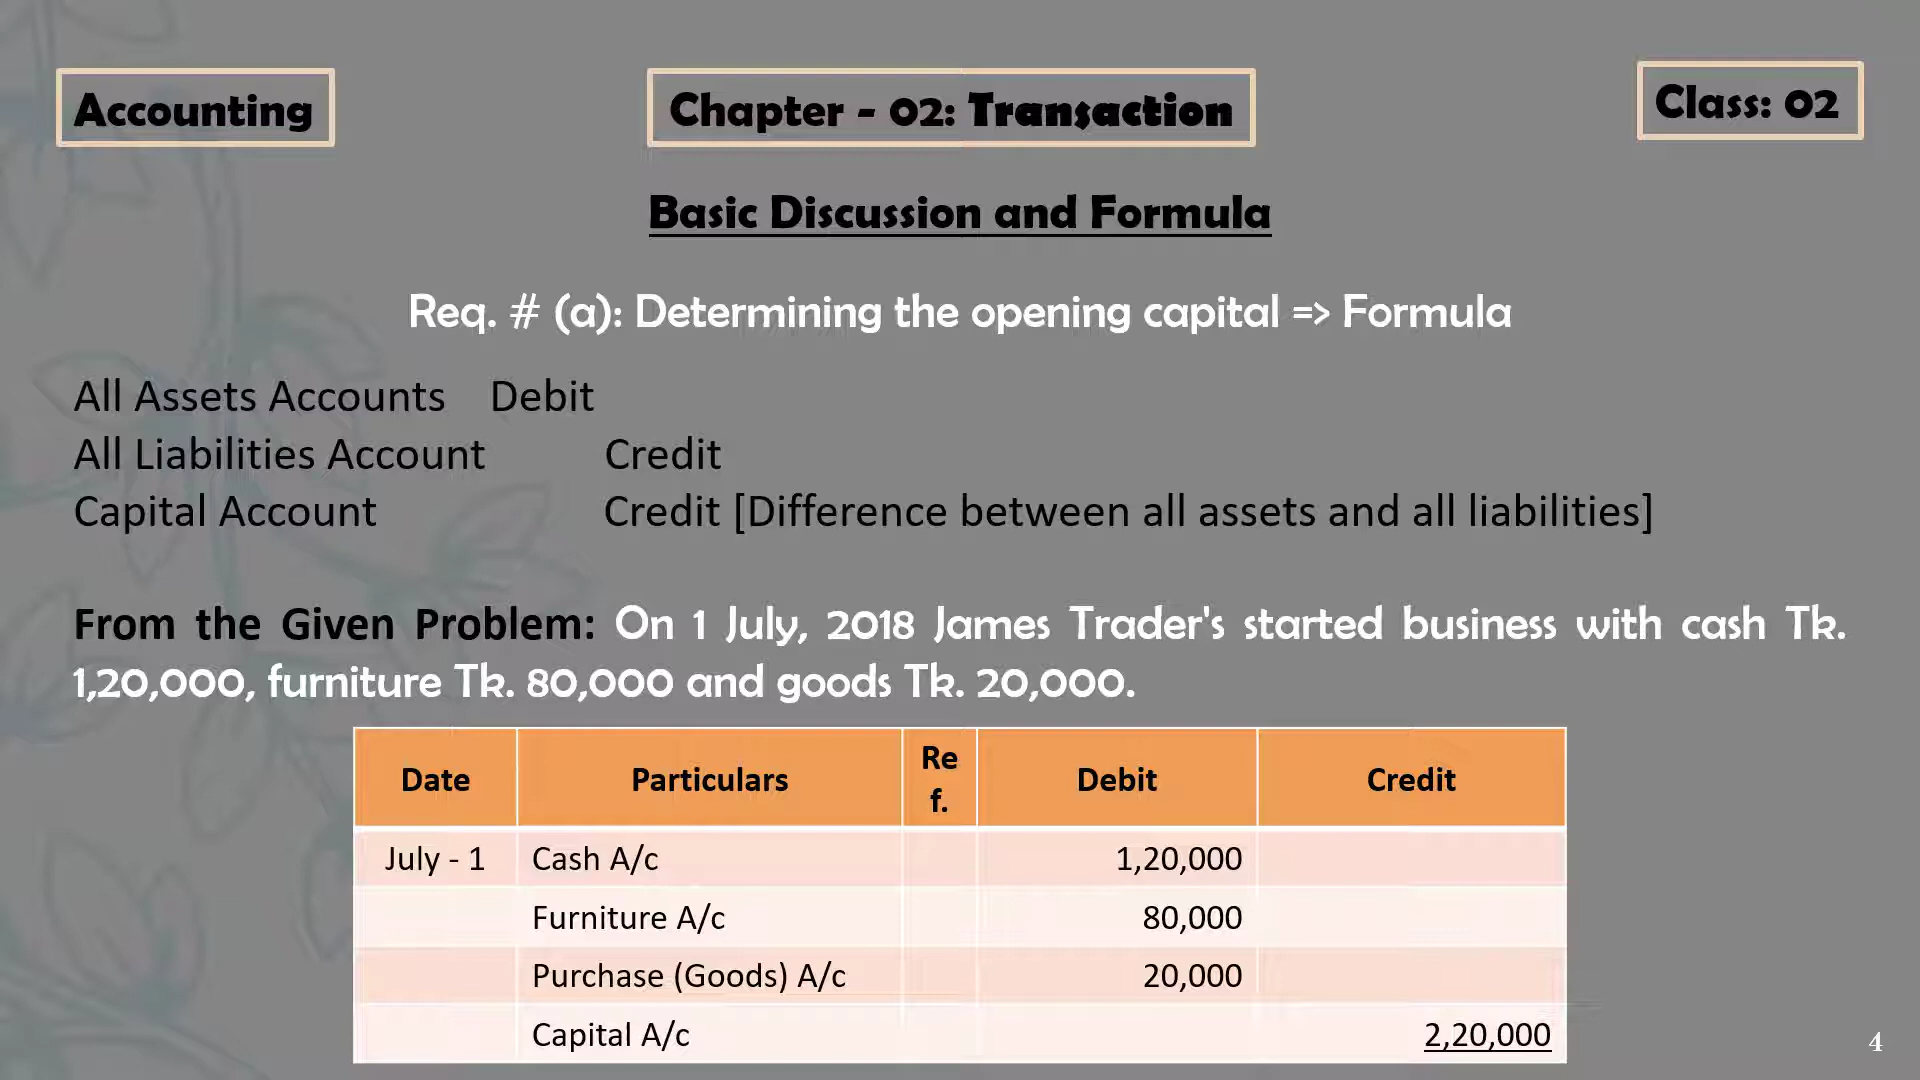 Accounting
Chapter - 02: Transaction
Class: 02
Basic Discussion and Formula
Req. # (a): Determining the opening capital => Formula
All Assets Accounts Debit
All Liabilities Account Credit
Capital Account Credit [Difference between all assets and all liabilities]
From the Given Problem: On 1 July, 2018 James Trader's started business with cash Tk.
1,20,000, furniture Tk. 80,000 and goods Tk. 20,000.
Date Particulars Re Debit Credit
f.
July - 1 Cash A/c 1,20,000
Furniture A/c 80,000
Purchase (Goods) A/c 20,000
Capital A/c 2,20,000
4